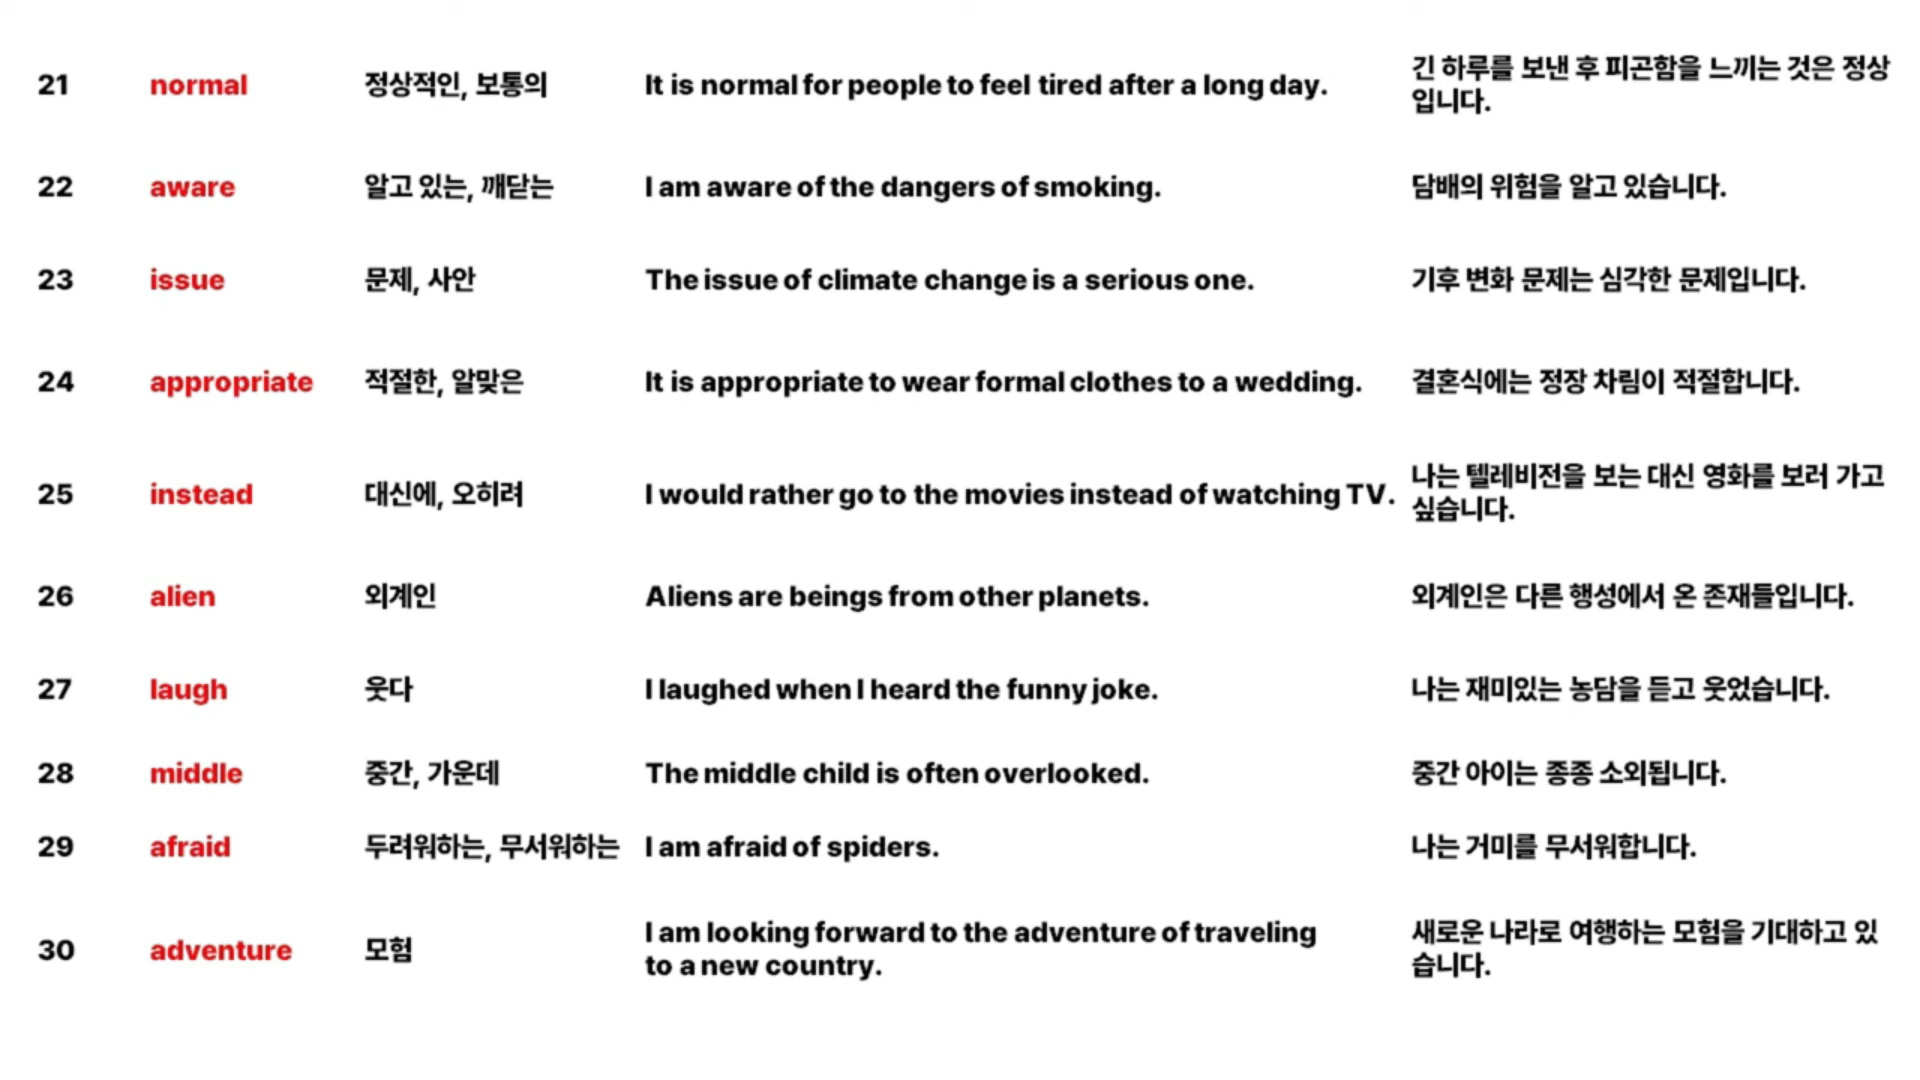 21 normal 정상적인, 보통의 It is normal for people to feel tired after a long day. 긴 하루를 보낸 후 피곤함을 느끼는 것은 정상
입니다.
22 aware 알고 있는, 깨닫는 I am aware of the dangers of smoking. 담배의 위험을 알고 있습니다.
23 issue 문제, 사안 The issue of climate change is a serious one. 기후 변화 문제는 심각한 문제입니다.
24 appropriate 적절한, 알맞은 It is appropriate to wear formal clothes to a wedding. 결혼식에는 정장 차림이 적절합니다.
25 instead 대신에, 오히려 I would rather go to the movies instead of watching TV. 나는 텔레비전을 보는 대신 영화를 보러 가고
싶습니다.
26 alien 외계인 Aliens are beings from other planets. 외계인은 다른 행성에서 온 존재들입니다.
27 laugh 웃다 I laughed when I heard the funny joke. 나는 재미있는 농담을 듣고 웃었습니다.
28 middle 중간, 가운데 The middle child is often overlooked. 중간 아이는 종종 소외됩니다.
29 afraid 두려워하는, 무서워하는 I am afraid of spiders. 나는 거미를 무서워합니다.
30 adventure 모험 I am looking forward to the adventure of traveling
to a new country. 새로운 나라로 여행하는 모험을 기대하고 있
습니다.